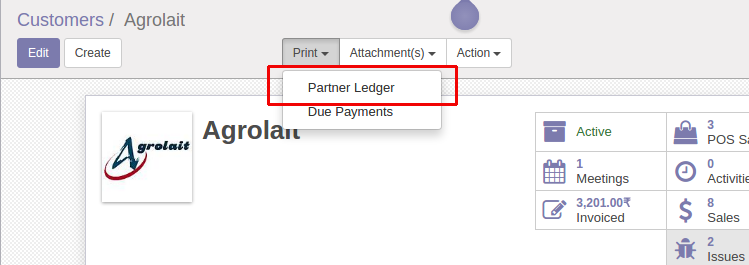 Customers / Agrolait
Edit
Create
Print
Attachment(s)
Action
Partner Ledger
Due Payments
Agrolait
Agrolait
Active
3
POS Sa
1
Meetings
0
Activitie
3,201.00₹
Invoiced
8
Sales
2
Issues